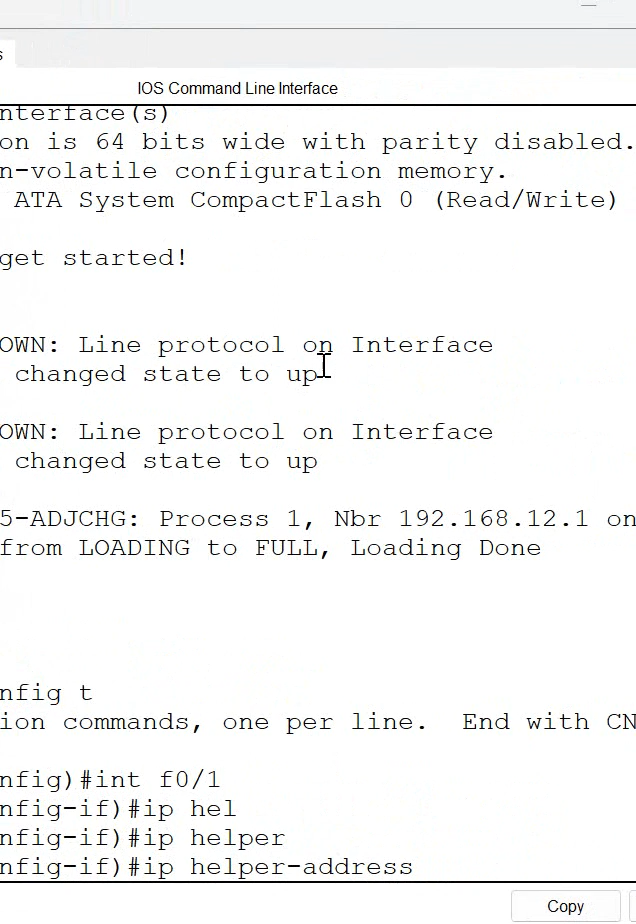 s
IOS Command Line Interface
nterface(s)
on is 64 bits wide with parity disabled.
n-volatile configuration memory.
ATA System CompactFlash 0 (Read/Write)
get started!
OWN: Line protocol on Interface
changed state to up
OWN: Line protocol on Interface
changed state to up
5-ADJCHG: Process 1, Nbr 192.168.12.1 on
from LOADING to FULL, Loading Done
nfig t
ion commands, one per line.  End with CN
nfig)#int f0/1
nfig-if)#ip hel
nfig-if)#ip helper
nfig-if)#ip helper-address
Copy